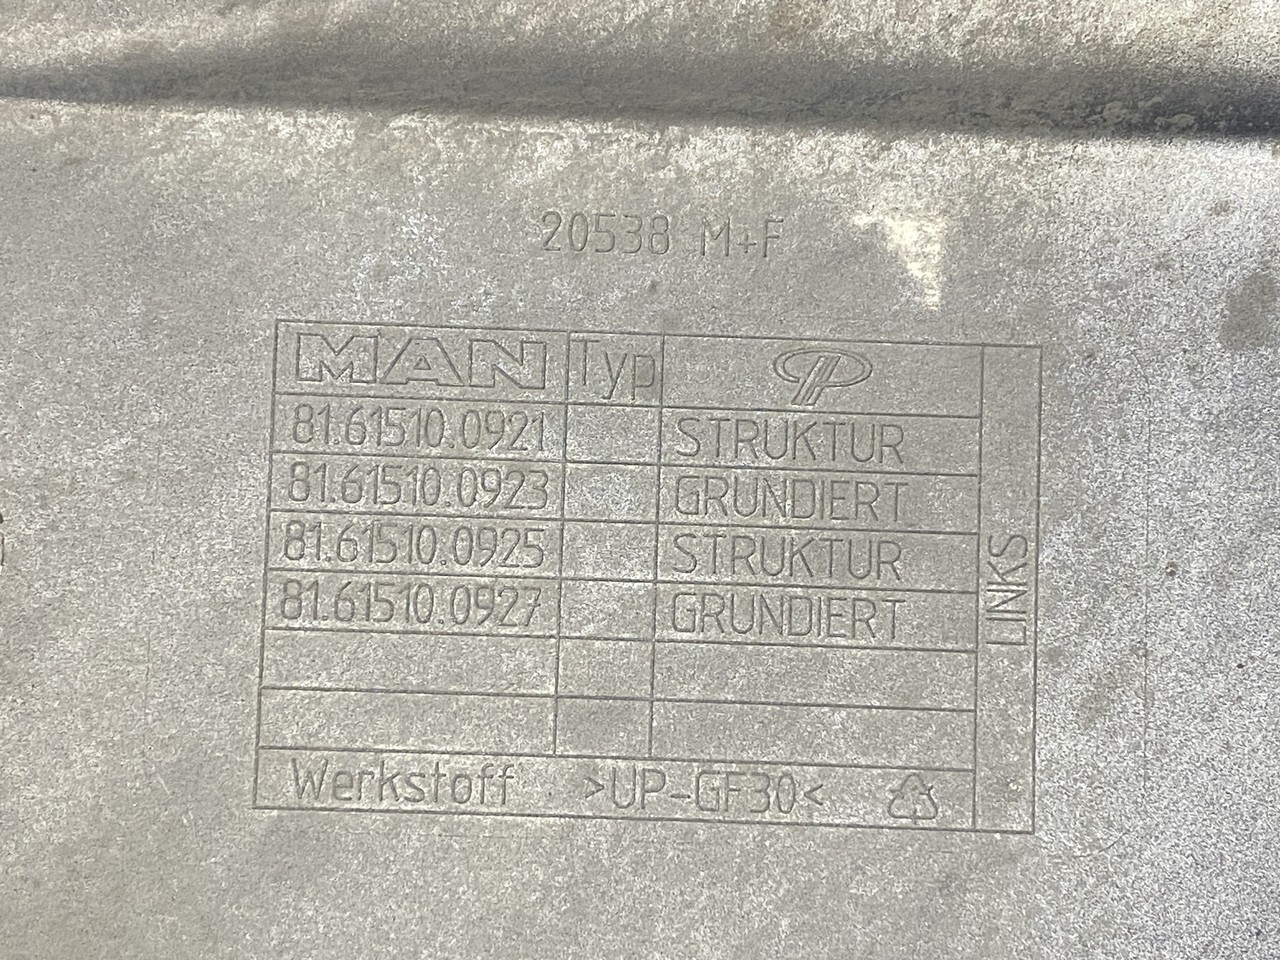 20538 M+F
MAN Typ
81.61510.0921 STRUKTUR
81.61510.0923 GRUNDIERT
81.61510.0925 STRUKTUR
81.61510.0927 GRUNDIERT
LINKS
Werkstoff >UP-GF30<